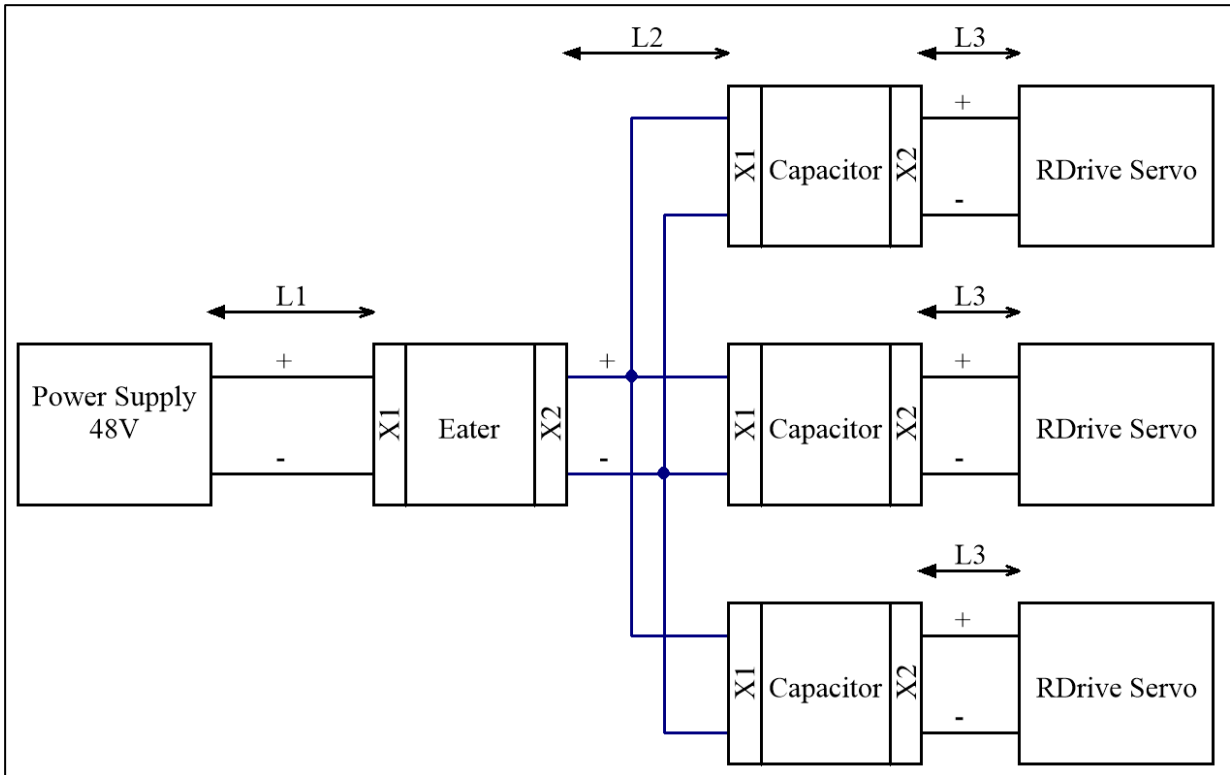 L2
L3
+
X1
Capacitor
X2
RDrive Servo
-
L1
L3
+
+
+
Power Supply
48V
X1
Eater
X2
X1
Capacitor
X2
RDrive Servo
-
-
-
L3
+
X1
Capacitor
X2
RDrive Servo
-